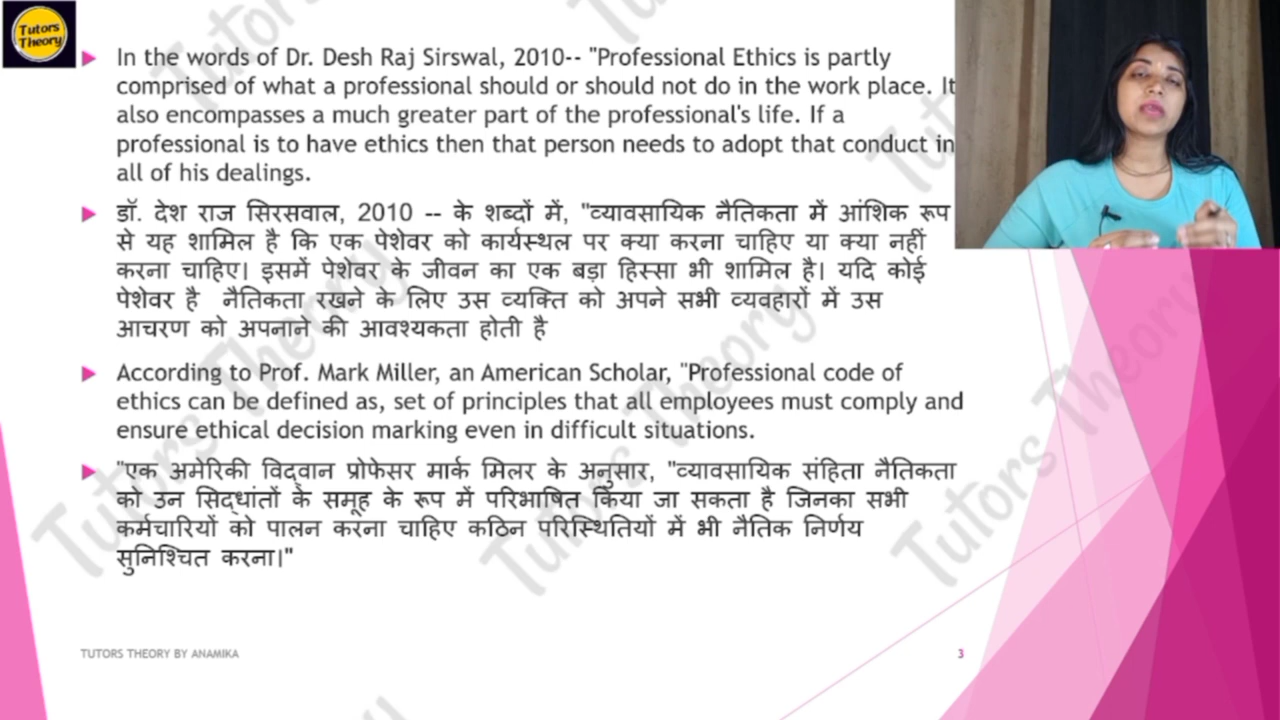 Tutors
Theory
In the words of Dr. Desh Raj Sirswal, 2010-- "Professional Ethics is partly
comprised of what a professional should or should not do in the work place. It
also encompasses a much greater part of the professional's life. If a
professional is to have ethics then that person needs to adopt that conduct in
all of his dealings.
डॉ. देश राज सिरसवाल, 2010 -- के शब्दों में, "व्यावसायिक नैतिकता में आंशिक रूप
से यह शामिल है कि एक पेशेवर को कार्यस्थल पर क्या करना चाहिए या क्या नहीं
करना चाहिए। इसमें पेशेवर के जीवन का एक बड़ा हिस्सा भी शामिल है। यदि कोई
पेशेवर है नैतिकता रखने के लिए उस व्यक्ति को अपने सभी व्यवहारों में उस
आचरण को अपनाने की आवश्यकता होती है
According to Prof. Mark Miller, an American Scholar, "Professional code of
ethics can be defined as, set of principles that all employees must comply and
ensure ethical decision marking even in difficult situations.
"एक अमेरिकी विद्वान प्रोफेसर मार्क मिलर के अनुसार, "व्यावसायिक संहिता नैतिकता
को उन सिद्धांतों के समूह के रूप में परिभाषित किया जा सकता है जिनका सभी
कर्मचारियों को पालन करना चाहिए कठिन परिस्थितियों में भी नैतिक निर्णय
सुनिश्चित करना।"
TUTORS THEORY BY ANAMIKA
3
Tutors Theory
Tutors Theory
Tutors Theory